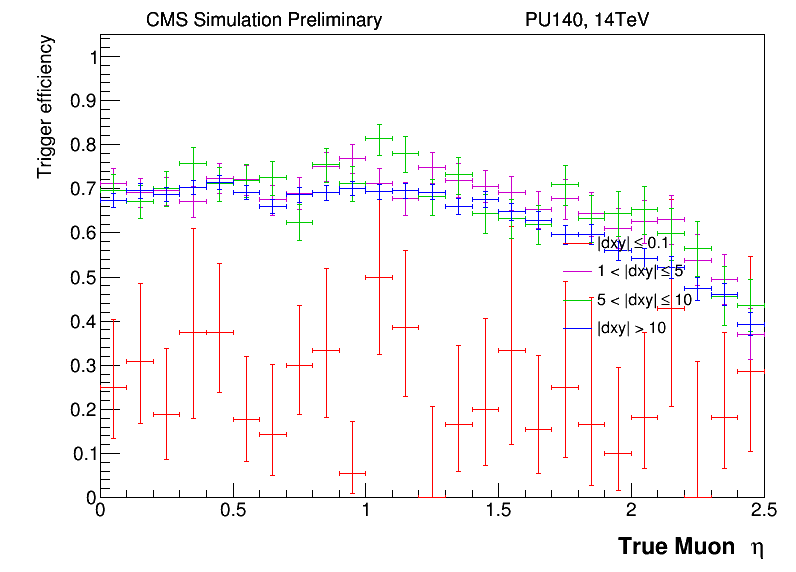 CMS Simulation Preliminary PU140, 14TeV
Trigger efficiency
1
0.9
0.8
0.7
0.6
0.5
0.4
0.3
0.2
0.1
0
|dxy| ≤ 0.1
1 < |dxy| ≤ 5
5 < |dxy| ≤ 10
|dxy| > 10
0 0.5 1 1.5 2 2.5
True Muon η